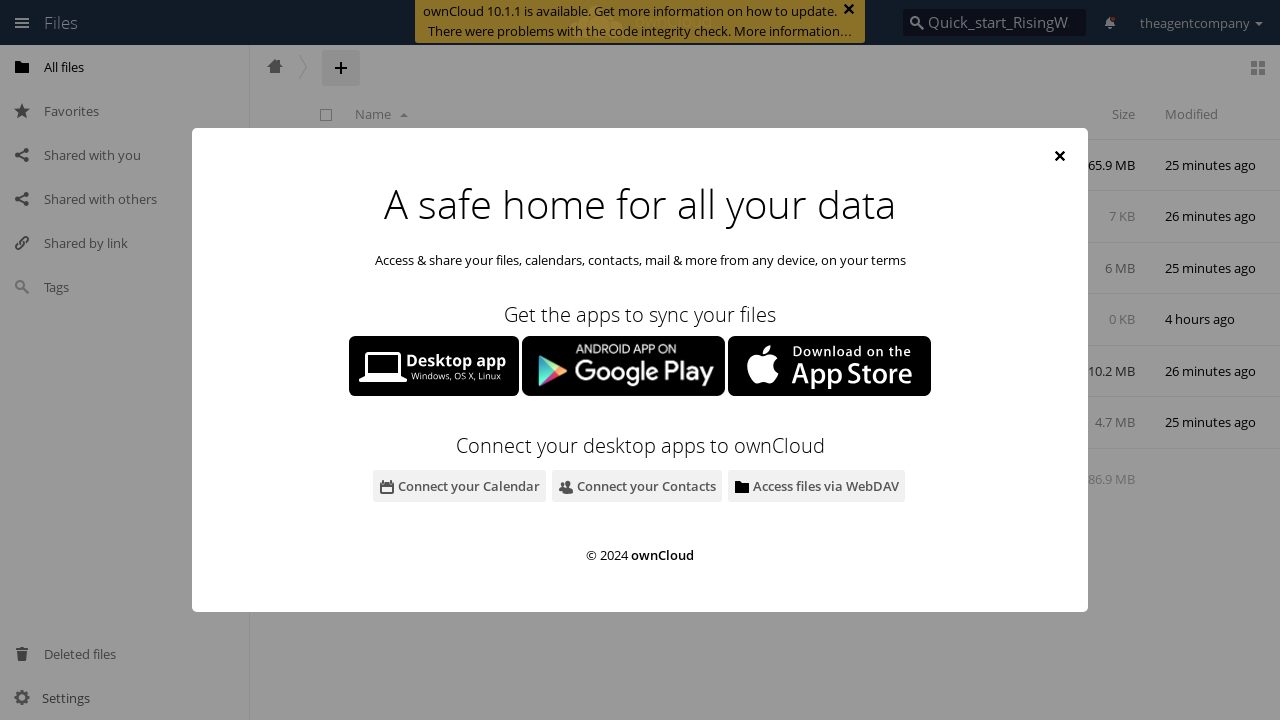 Files
ownCloud 10.1.1 is available. Get more information on how to update.
There were problems with the code integrity check. More information…
Quick_start_RisingW
theagentcompany
All files
Favorites
Shared with you
Shared with others
Shared by link
Tags
Deleted files
Settings
Name
Size
Modified
65.9 MB 25 minutes ago
7 KB 26 minutes ago
6 MB 25 minutes ago
0 KB 4 hours ago
10.2 MB 26 minutes ago
4.7 MB 25 minutes ago
86.9 MB
A safe home for all your data
Access & share your files, calendars, contacts, mail & more from any device, on your terms
Get the apps to sync your files
Desktop app
Windows, OS X, Linux
ANDROID APP ON
Google Play
Download on the
App Store
Connect your desktop apps to ownCloud
Connect your Calendar
Connect your Contacts
Access files via WebDAV
© 2024 ownCloud